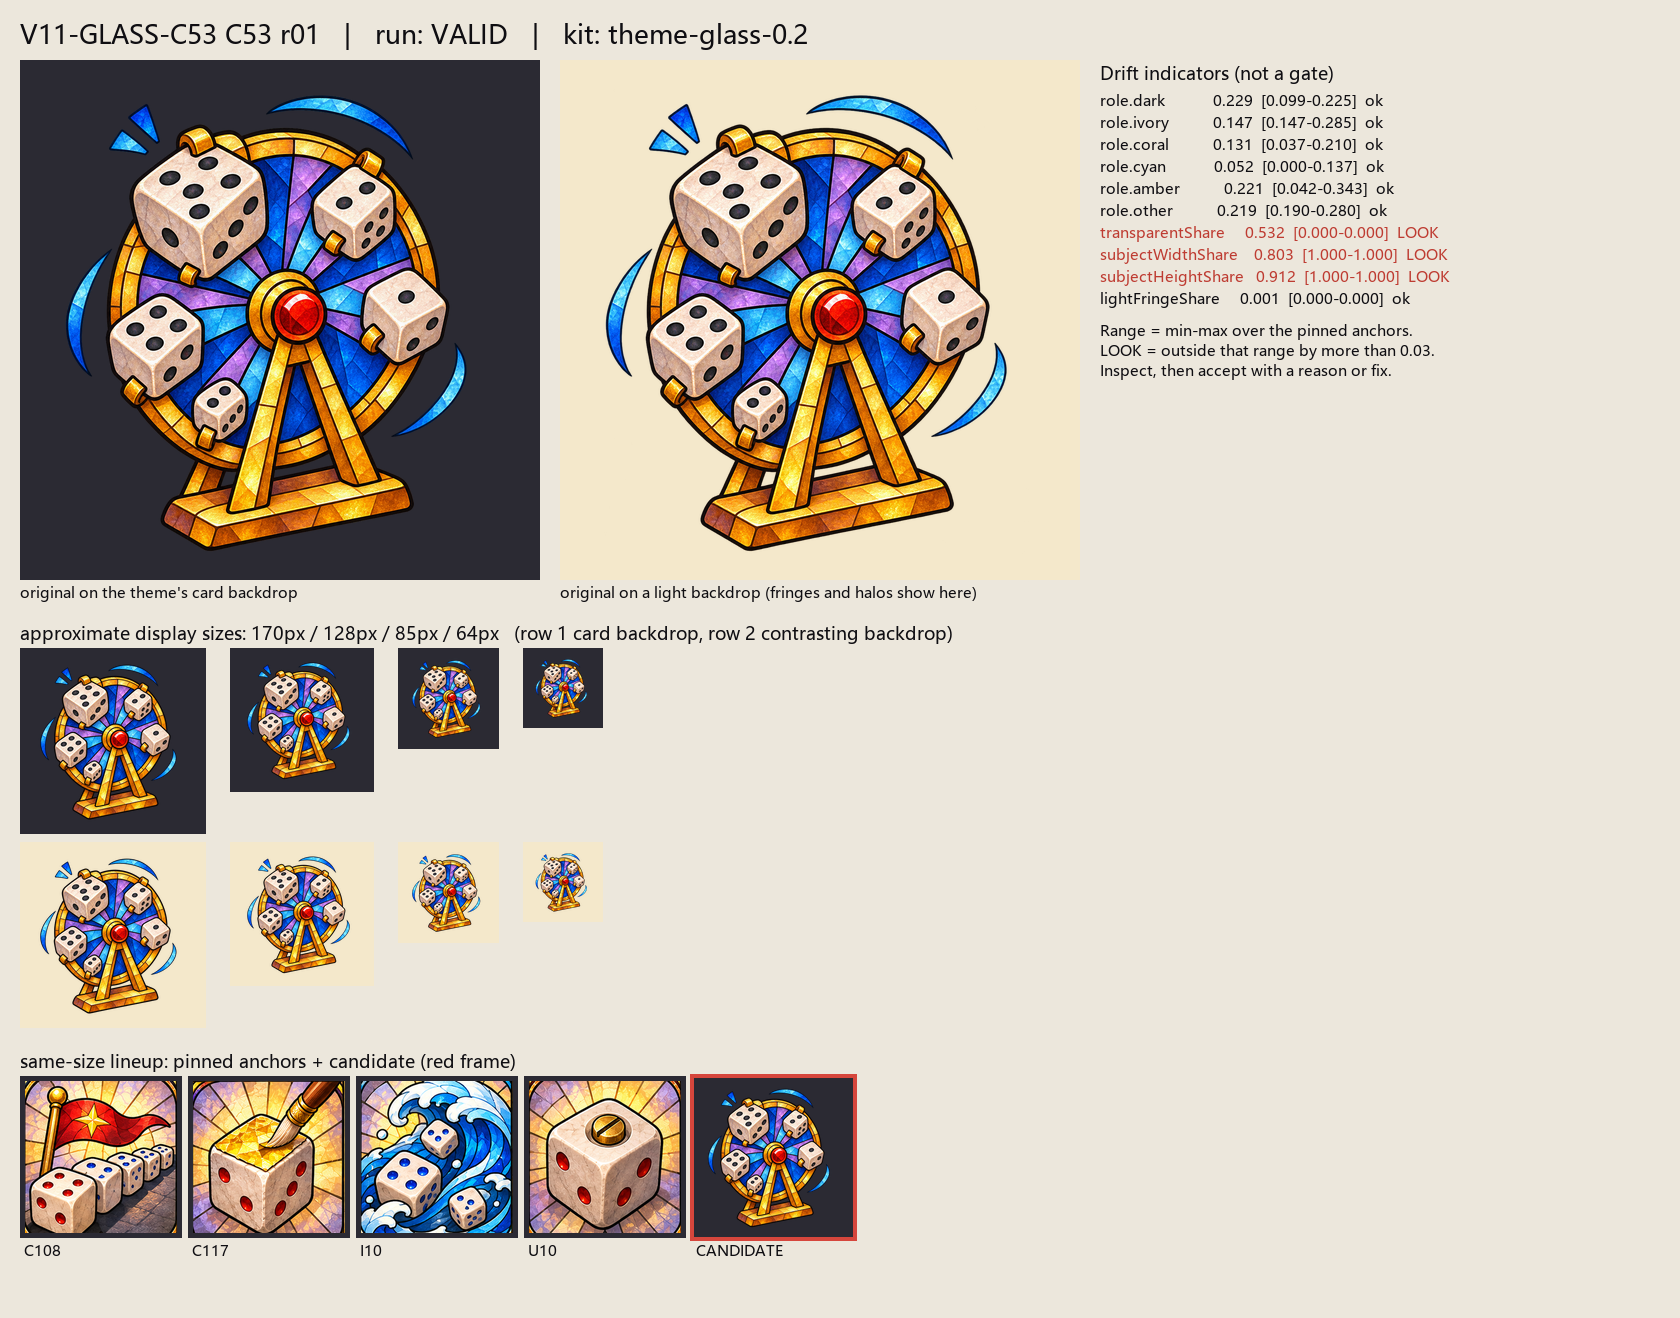 V11-GLASS-C53 C53 r01 | run: VALID | kit: theme-glass-0.2
Drift indicators (not a gate)
role.dark 0.229 [0.099-0.225] ok
role.ivory 0.147 [0.147-0.285] ok
role.coral 0.131 [0.037-0.210] ok
role.cyan 0.052 [0.000-0.137] ok
role.amber 0.221 [0.042-0.343] ok
role.other 0.219 [0.190-0.280] ok
transparentShare 0.532 [0.000-0.000] LOOK
subjectWidthShare 0.803 [1.000-1.000] LOOK
subjectHeightShare 0.912 [1.000-1.000] LOOK
lightFringeShare 0.001 [0.000-0.000] ok
Range = min-max over the pinned anchors.
LOOK = outside that range by more than 0.03.
Inspect, then accept with a reason or fix.
original on the theme's card backdrop
original on a light backdrop (fringes and halos show here)
approximate display sizes: 170px / 128px / 85px / 64px (row 1 card backdrop, row 2 contrasting backdrop)
same-size lineup: pinned anchors + candidate (red frame)
C108
C117
I10
U10
CANDIDATE